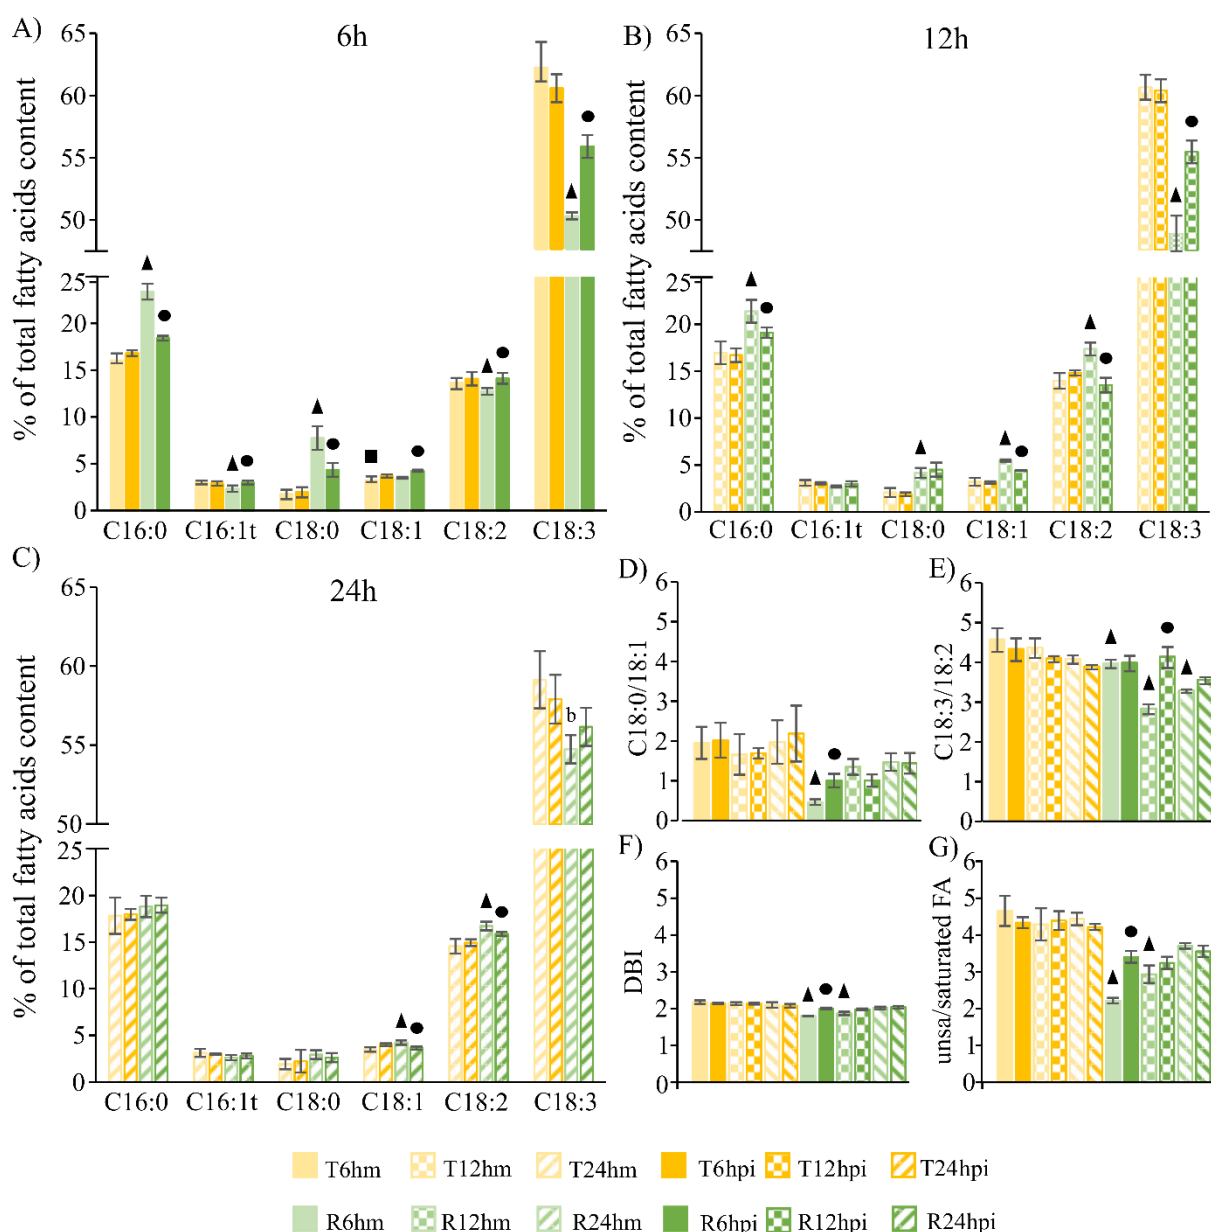 A)
6h
% of total fatty acids content
65
60
55
50
25
20
15
10
5
0
C16:0 C16:1t C18:0 C18:1 C18:2 C18:3
B)
12h
% of total fatty acids content
65
60
55
50
25
20
15
10
5
0
C16:0 C16:1t C18:0 C18:1 C18:2 C18:3
C)
24h
% of total fatty acids content
65
60
55
50
25
20
15
10
5
0
b
C16:0 C16:1t C18:0 C18:1 C18:2 C18:3
D)
C18:0/18:1
6
5
4
3
2
1
0
E)
C18:3/18:2
6
5
4
3
2
1
0
F)
DBI
6
5
4
3
2
1
0
G)
unsa/saturated FA
6
5
4
3
2
1
0
T6hm T12hm T24hm T6hpi T12hpi T24hpi
R6hm R12hm R24hm R6hpi R12hpi R24hpi